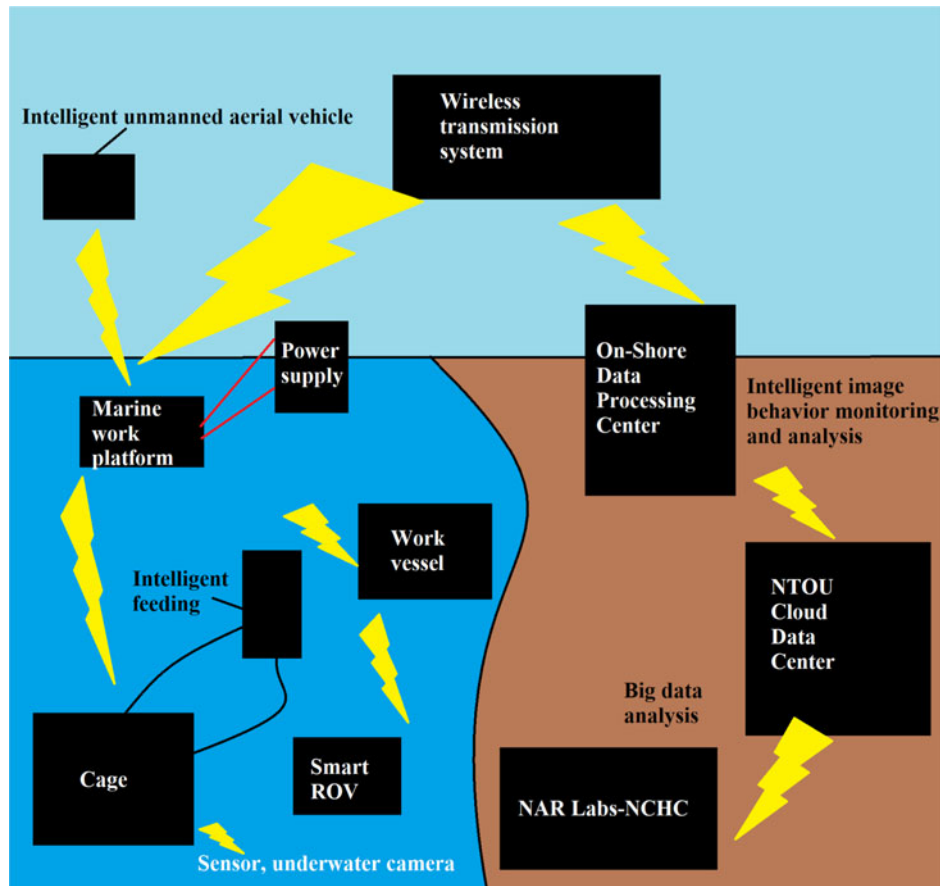 Intelligent unmanned aerial vehicle
Wireless
transmission
system
Power
supply
Marine
work
platform
On-Shore
Data
Processing
Center
Intelligent image
behavior monitoring
and analysis
Work
vessel
Intelligent
feeding
NTOU
Cloud
Data
Center
Big data
analysis
Cage
Smart
ROV
NAR Labs-NCHC
Sensor, underwater camera